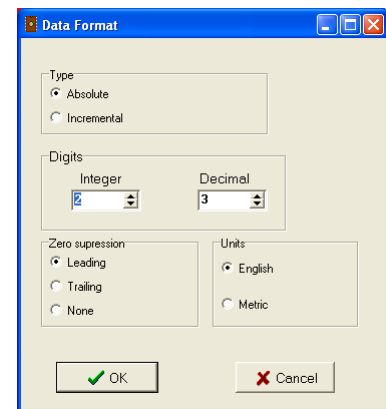 Data Format
Type
Absolute
Incremental
Digits
Integer Decimal
2 3
Zero supression
Leading
Trailing
None
Units
English
Metric
OK Cancel